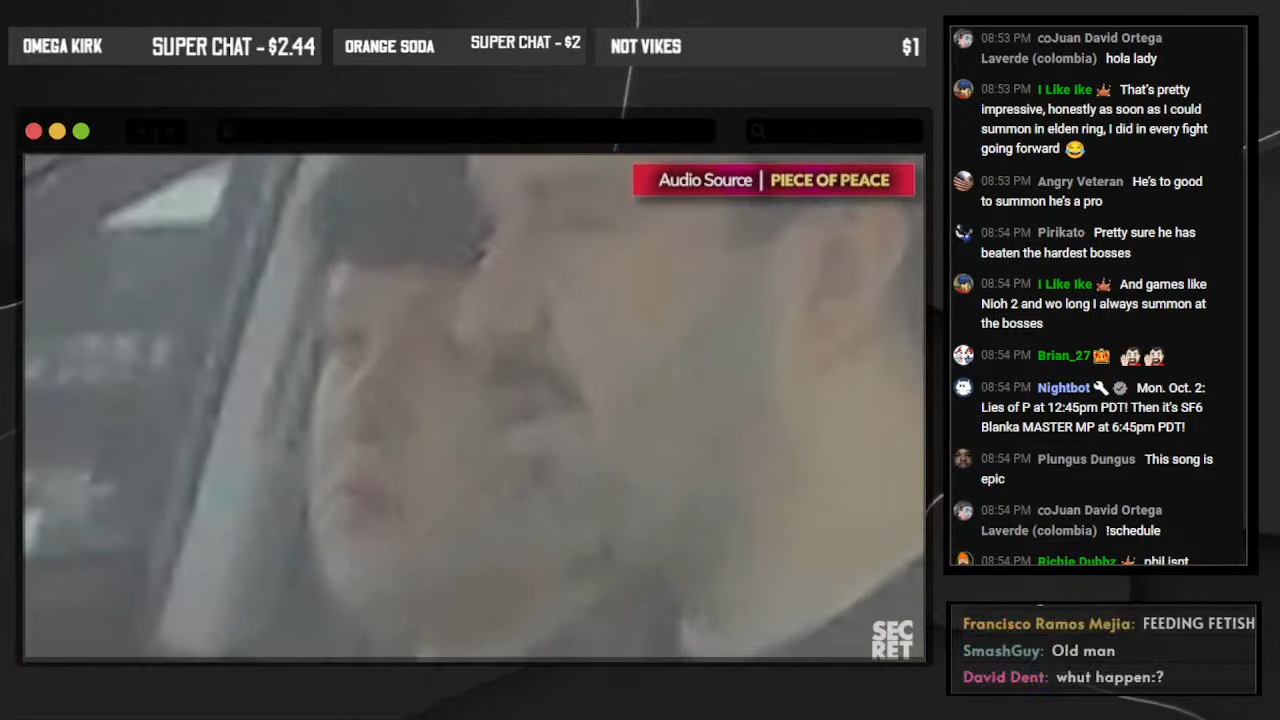 OMEGA KIRK
SUPER CHAT - $2.44
ORANGE SODA
SUPER CHAT - $2
NOT VIKES
$1
Audio Source | PIECE OF PEACE
SEC
RET
08:53 PM coJuan David Ortega
Laverde (colombia) hola lady
08:53 PM I Like Ike That's pretty
impressive, honestly as soon as I could
summon in elden ring, I did in every fight
going forward 😂
08:53 PM Angry Veteran He's to good
to summon he's a pro
08:54 PM Pirikato Pretty sure he has
beaten the hardest bosses
08:54 PM I Like Ike And games like
Nioh 2 and wo long I always summon at
the bosses
08:54 PM Brian_27
08:54 PM Nightbot Mon. Oct. 2:
Lies of P at 12:45pm PDT! Then it's SF6
Blanka MASTER MP at 6:45pm PDT!
08:54 PM Plungus Dungus This song is
epic
08:54 PM coJuan David Ortega
Laverde (colombia) !schedule
08:54 PM Richie Dubbz phil isnt
Francisco Ramos Mejia: FEEDING FETISH
SmashGuy: Old man
David Dent: whut happen:?